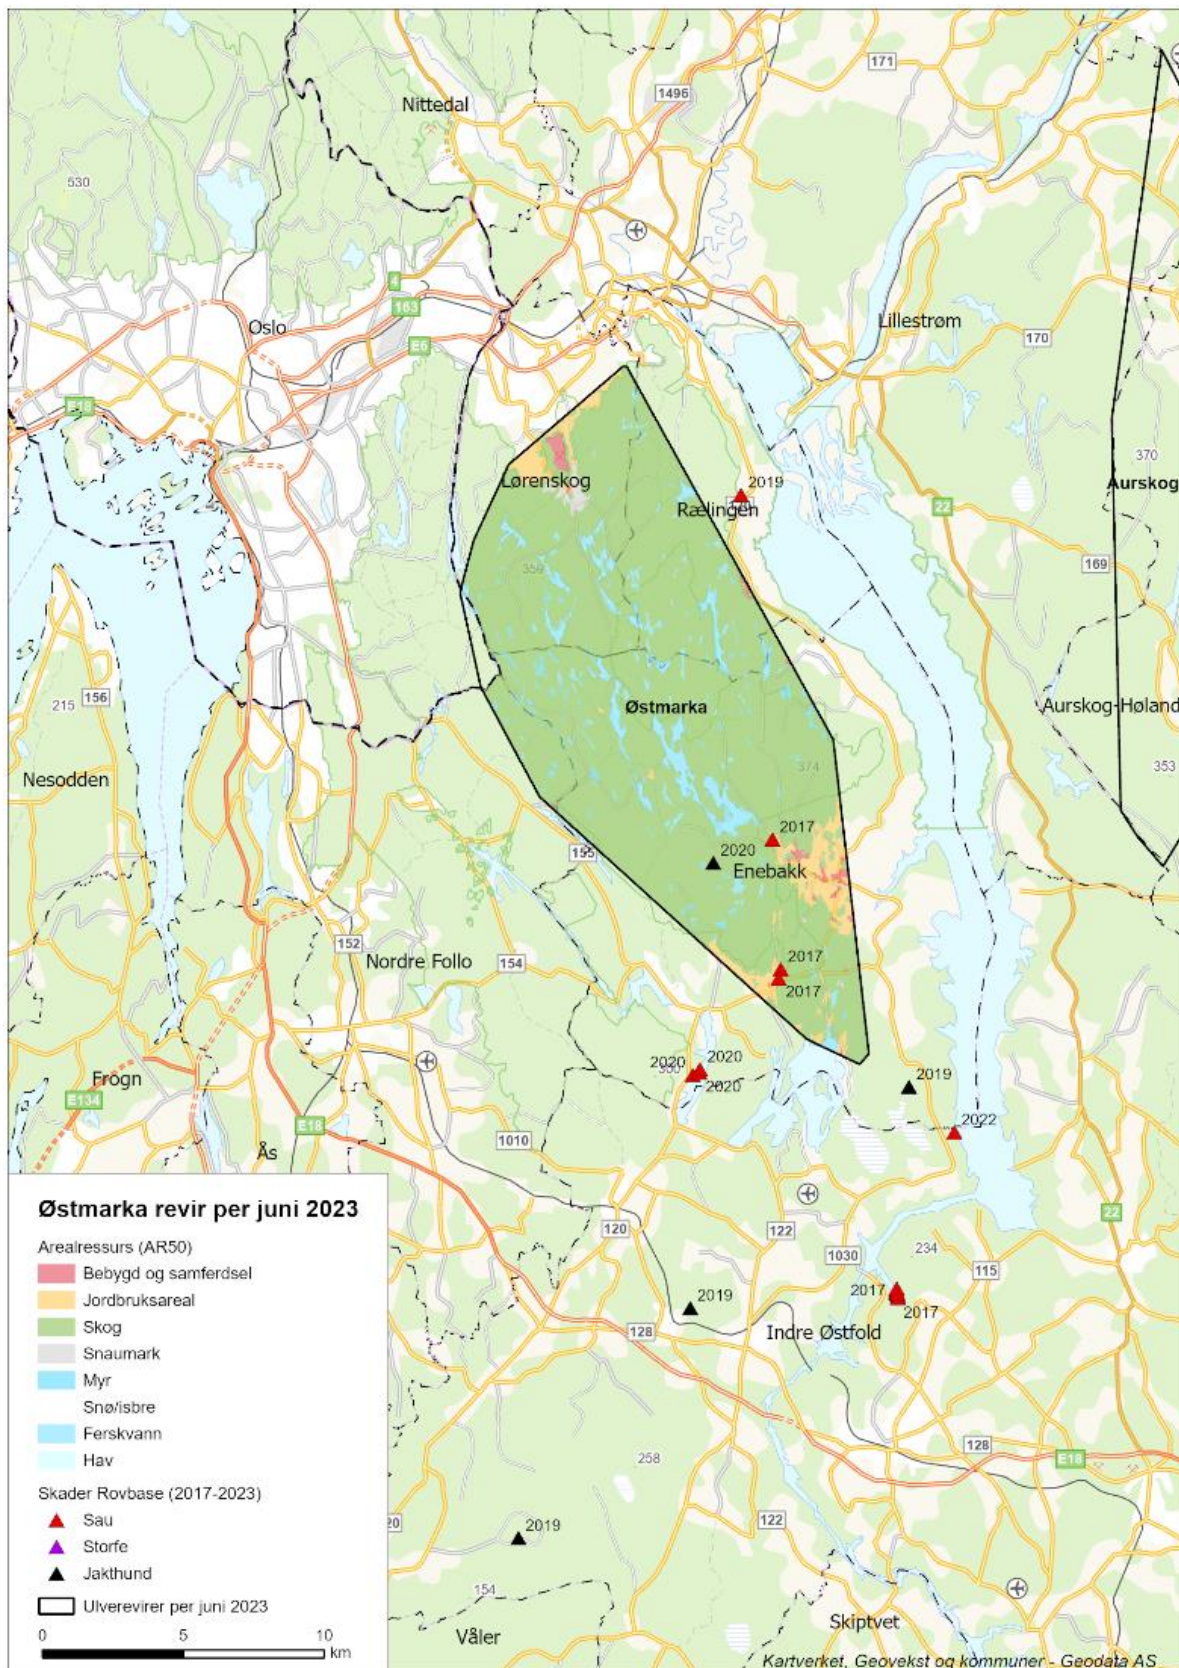 171
1496
Nittedal
530
4
163
Oslo
E6
Lillestrøm
170
E18
370
Lørenskog
2019
Aurskog
Rælingen
22
169
359
156
215
Østmarka
Aurskog-Høland
374
353
Nesodden
2017
155
2020
Enebakk
152
Nordre Follo
154
2017
2017
2020
2020
2020
2019
Frogn
E134
E18
2022
1010
Ås
120
122
22
1030
234
115
2017
2019
2017
128
Indre Østfold
128
258
E18
122
20
2019
154
Skiptvet
Våler
Østmarka revir per juni 2023
Arealressurs (AR50)
Bebygd og samferdsel
Jordbruksareal
Skog
Snaumark
Myr
Snø/isbre
Ferskvann
Hav
Skader Rovbase (2017-2023)
Sau
Storfe
Jakthund
Ulverevirer per juni 2023
0 5 10
km
Kartverket, Geovekst og kommuner - Geodata AS